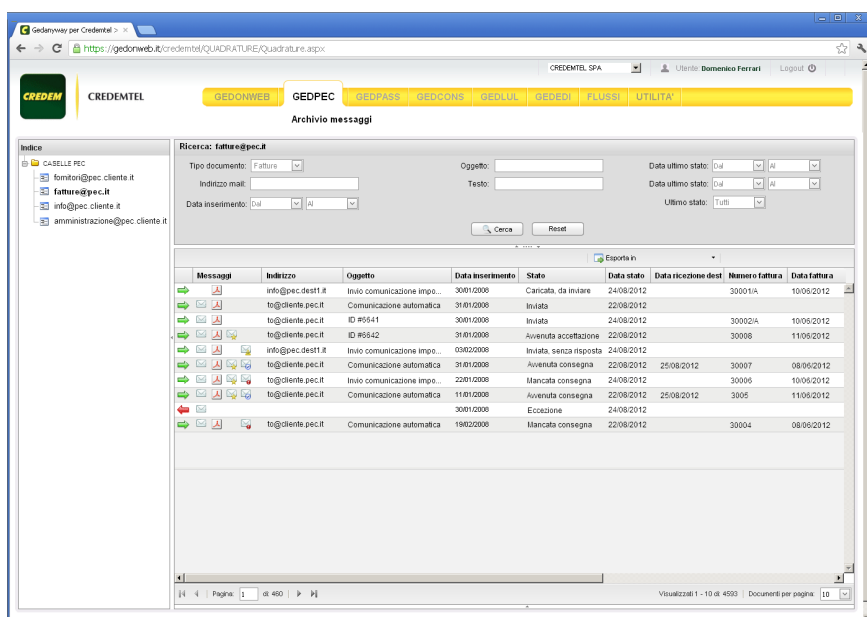 Gedanyway per Credemtel >
https://gedonweb.it/credemtel/QUADRATURE/Quadrature.aspx
CREDEMTEL SPA Utente: Domenico Ferrari Logout
CREDEM CREDEMTEL GEDONWEB GEDPEC GEDPASS GEDCONS GEDLUL GEDEDI FLUSSI UTILITA'
Archivio messaggi
Indice
CASELLE PEC
fornitori@pec.cliente.it
fatture@pec.it
info@pec.cliente.it
amministrazione@pec.cliente.it
Ricerca: fatture@pec.it
Tipo documento: Fatture Oggetto: Data ultimo stato: Dal Al
Indirizzo mail: Testo: Data ultimo stato: Dal Al
Data inserimento: Dal Al Ultimo stato: Tutti
Cerca Reset
Esporta in
Messaggi Indirizzo Oggetto Data inserimento Stato Data stato Data ricezione dest Numero fattura Data fattura
info@pec.dest1.it Invio comunicazione impo... 30/01/2008 Caricata, da inviare 24/08/2012 30001/A 10/06/2012
to@cliente.pec.it Comunicazione automatica 31/01/2008 Inviata 22/08/2012
to@cliente.pec.it ID #6641 30/01/2008 Inviata 24/08/2012 30002/A 10/06/2012
to@cliente.pec.it ID #6642 31/01/2008 Avvenuta accettazione 22/08/2012 30008 11/06/2012
info@pec.dest1.it Invio comunicazione impo... 03/02/2008 Inviata, senza risposta 24/08/2012
to@cliente.pec.it Comunicazione automatica 31/01/2008 Avvenuta consegna 22/08/2012 25/08/2012 30007 08/06/2012
to@cliente.pec.it Invio comunicazione impo... 22/01/2008 Mancata consegna 24/08/2012 30006 10/06/2012
to@cliente.pec.it Comunicazione automatica 11/01/2008 Avvenuta consegna 22/08/2012 25/08/2012 3005 11/06/2012
30/01/2008 Eccezione 24/08/2012
to@cliente.pec.it Comunicazione automatica 19/02/2008 Mancata consegna 22/08/2012 30004 08/06/2012
Pagina: 1 di 460 Visualizzati 1 - 10 di 4593 Documenti per pagina: 10